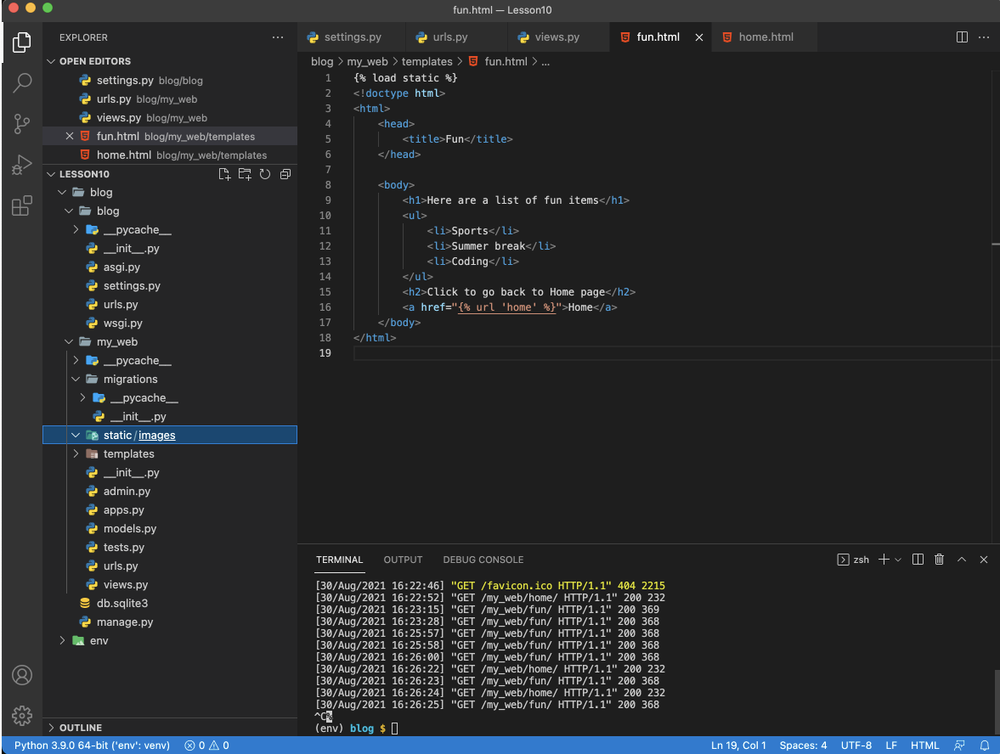 fun.html — Lesson10
EXPLORER
OPEN EDITORS
settings.py blog/blog
urls.py blog/my_web
views.py blog/my_web
fun.html blog/my_web/templates
home.html blog/my_web/templates
LESSON10
blog
blog
__pycache__
__init__.py
asgi.py
settings.py
urls.py
wsgi.py
my_web
__pycache__
migrations
__pycache__
__init__.py
static/images
templates
__init__.py
admin.py
apps.py
models.py
tests.py
urls.py
views.py
db.sqlite3
manage.py
env
OUTLINE
settings.py urls.py views.py fun.html home.html
blog > my_web > templates > fun.html > ...
1 {% load static %}
2 <!doctype html>
3 <html>
4 <head>
5 <title>Fun</title>
6 </head>
7
8 <body>
9 <h1>Here are a list of fun items</h1>
10 <ul>
11 <li>Sports</li>
12 <li>Summer break</li>
13 <li>Coding</li>
14 </ul>
15 <h2>Click to go back to Home page</h2>
16 <a href="{% url 'home' %}">Home</a>
17 </body>
18 </html>
19
TERMINAL OUTPUT DEBUG CONSOLE zsh
[30/Aug/2021 16:22:46] "GET /favicon.ico HTTP/1.1" 404 2215
[30/Aug/2021 16:22:52] "GET /my_web/home/ HTTP/1.1" 200 232
[30/Aug/2021 16:23:15] "GET /my_web/fun/ HTTP/1.1" 200 369
[30/Aug/2021 16:23:28] "GET /my_web/fun/ HTTP/1.1" 200 368
[30/Aug/2021 16:25:57] "GET /my_web/fun/ HTTP/1.1" 200 368
[30/Aug/2021 16:25:58] "GET /my_web/fun/ HTTP/1.1" 200 368
[30/Aug/2021 16:26:00] "GET /my_web/fun/ HTTP/1.1" 200 368
[30/Aug/2021 16:26:22] "GET /my_web/home/ HTTP/1.1" 200 232
[30/Aug/2021 16:26:23] "GET /my_web/fun/ HTTP/1.1" 200 368
[30/Aug/2021 16:26:24] "GET /my_web/home/ HTTP/1.1" 200 232
[30/Aug/2021 16:26:25] "GET /my_web/fun/ HTTP/1.1" 200 368
^C%
(env) blog $
Python 3.9.0 64-bit ('env': venv) 0 0 Ln 19, Col 1 Spaces: 4 UTF-8 LF HTML